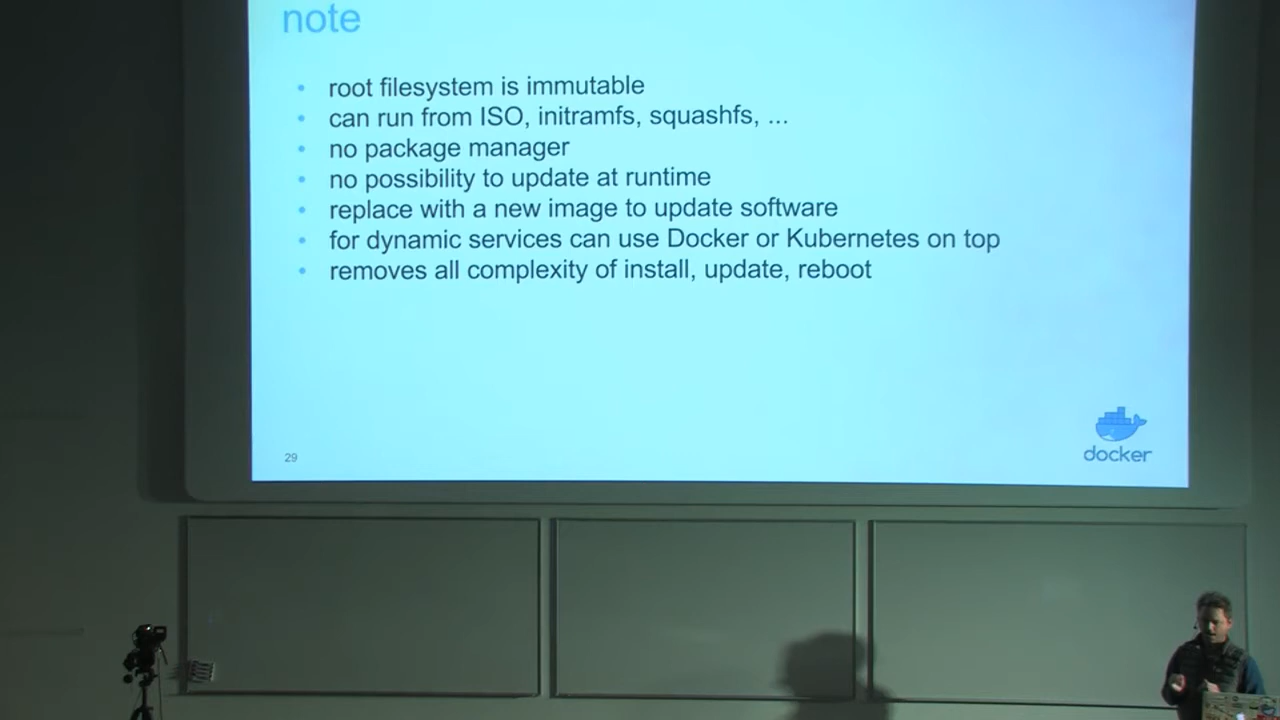 note
• root filesystem is immutable
• can run from ISO, initramfs, squashfs, ...
• no package manager
• no possibility to update at runtime
• replace with a new image to update software
• for dynamic services can use Docker or Kubernetes on top
• removes all complexity of install, update, reboot
29
docker